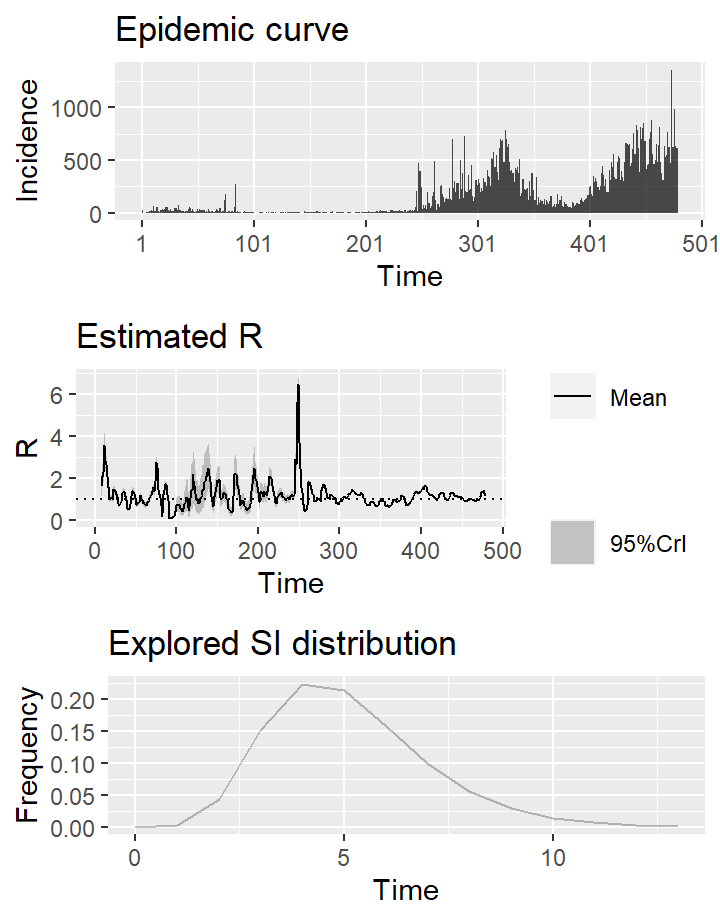 Epidemic curve
Incidence
1000
500
0
1 101 201 301 401 501
Time
Estimated R
R
6
4
2
0
0 100 200 300 400 500
Time
Mean
95%CrI
Explored SI distribution
Frequency
0.20
0.15
0.10
0.05
0.00
0 5 10
Time